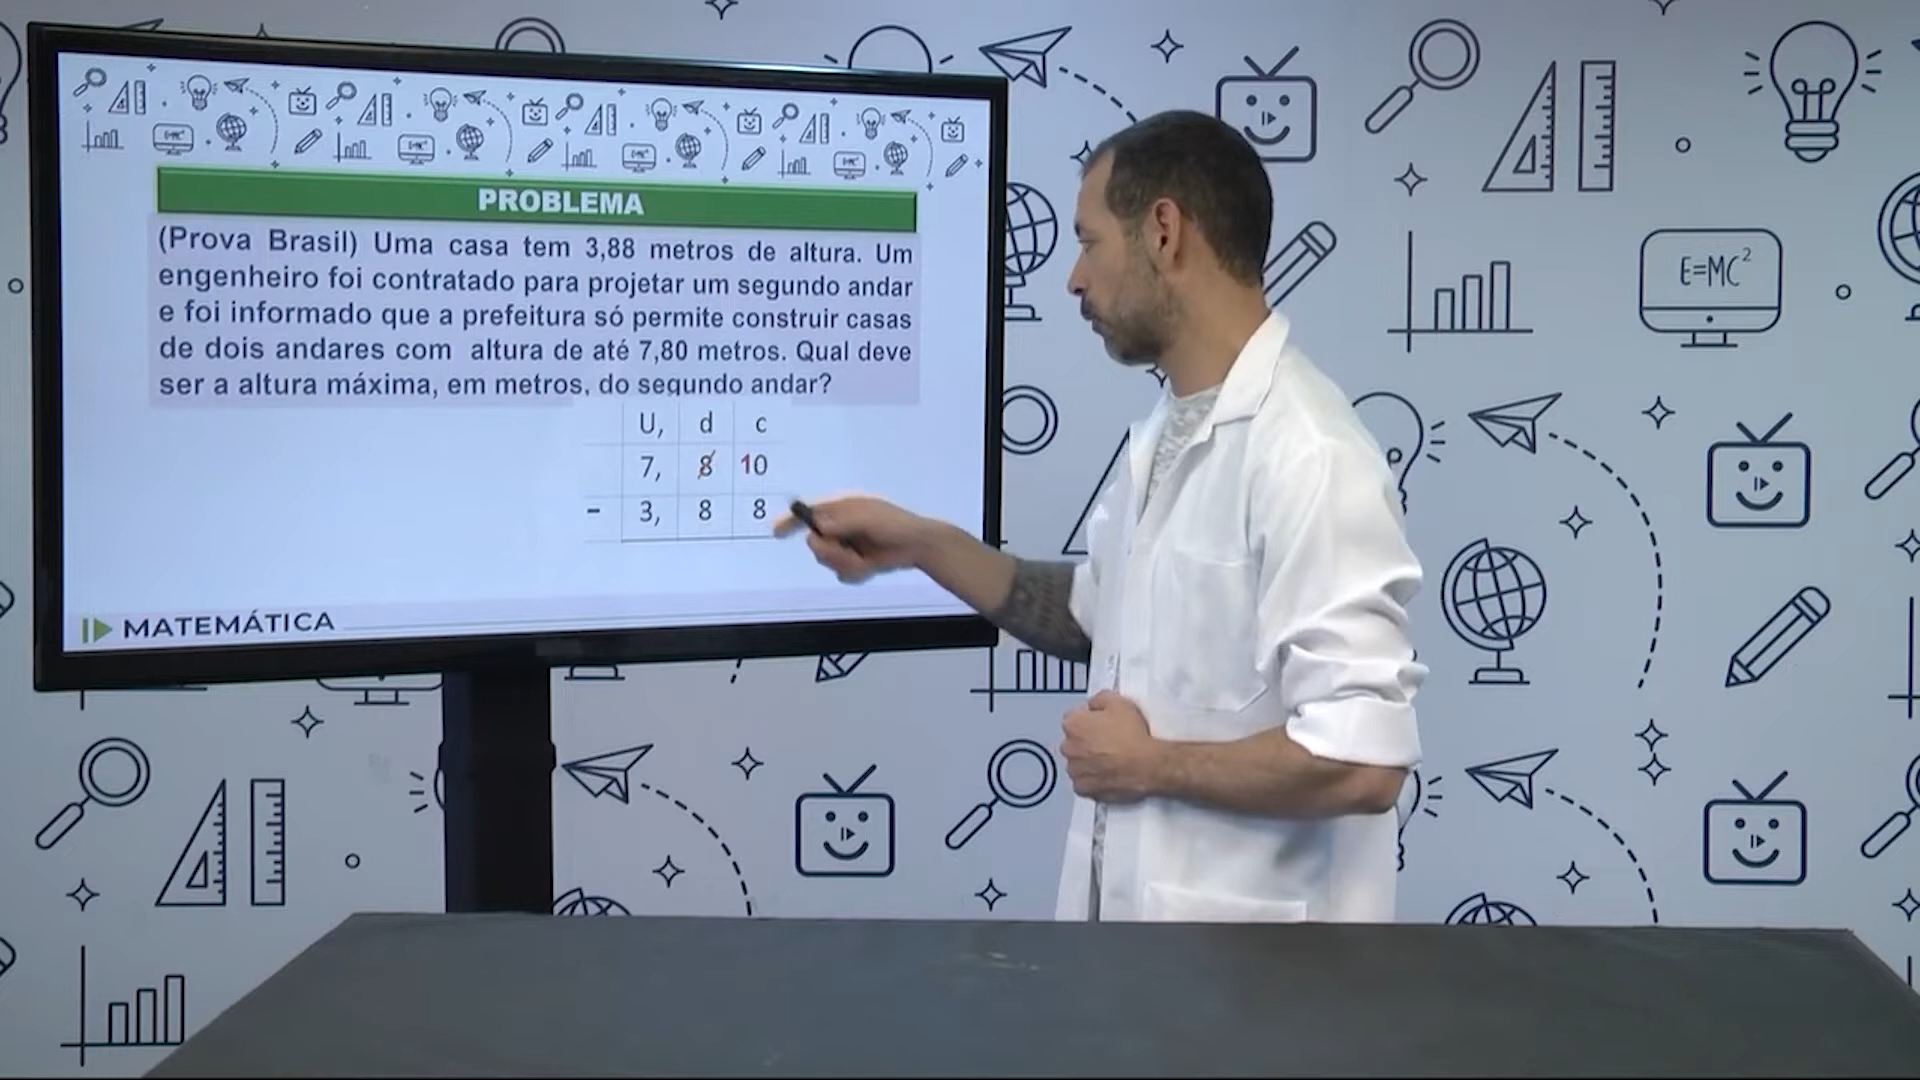 PROBLEMA
(Prova Brasil) Uma casa tem 3,88 metros de altura. Um
engenheiro foi contratado para projetar um segundo andar
e foi informado que a prefeitura só permite construir casas
de dois andares com altura de até 7,80 metros. Qual deve
ser a altura máxima, em metros, do segundo andar?
U, d c
7, 8 10
- 3, 8 8
MATEMÁTICA
E=MC²